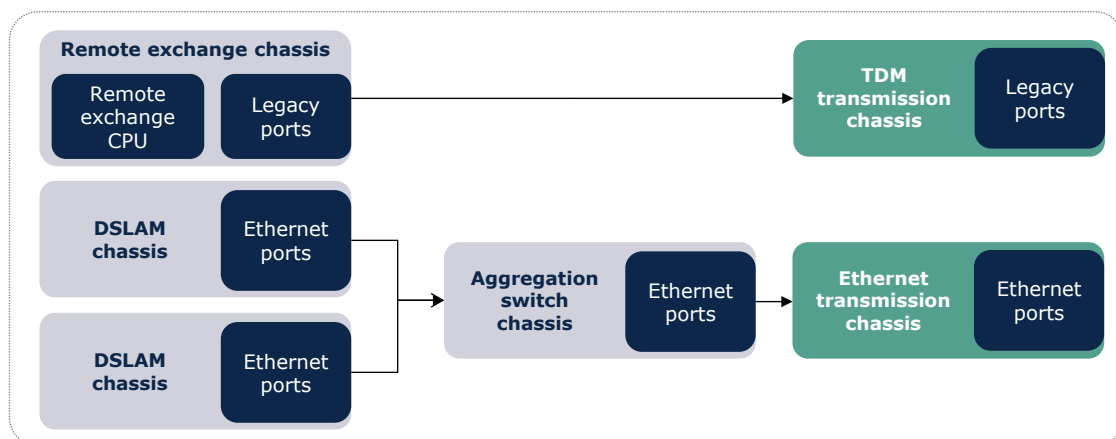 Remote exchange chassis
Remote
exchange
CPU
Legacy
ports
TDM
transmission
chassis
Legacy
ports
DSLAM
chassis
Ethernet
ports
Aggregation
switch
chassis
Ethernet
ports
Ethernet
transmission
chassis
Ethernet
ports
DSLAM
chassis
Ethernet
ports